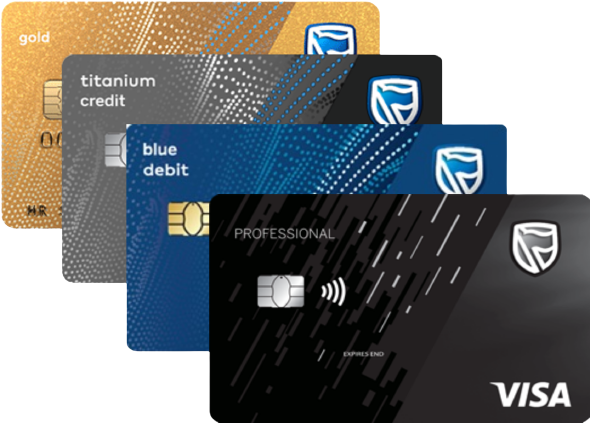 gold
titanium
credit
blue
debit
PROFESSIONAL
EXPIRES END
VISA